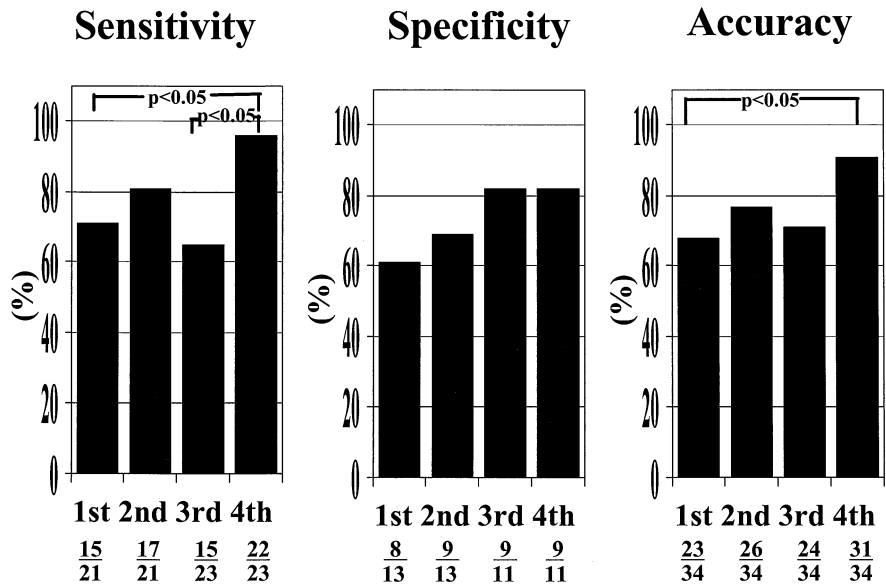 Sensitivity
Specificity
Accuracy
p<0.05
p<0.05
100
80
60
40
20
0
(%)
1st 2nd 3rd 4th
15/21 17/21 15/23 22/23
100
80
60
40
20
0
(%)
1st 2nd 3rd 4th
8/13 9/13 9/11 9/11
p<0.05
100
80
60
40
20
0
(%)
1st 2nd 3rd 4th
23/34 26/34 24/34 31/34